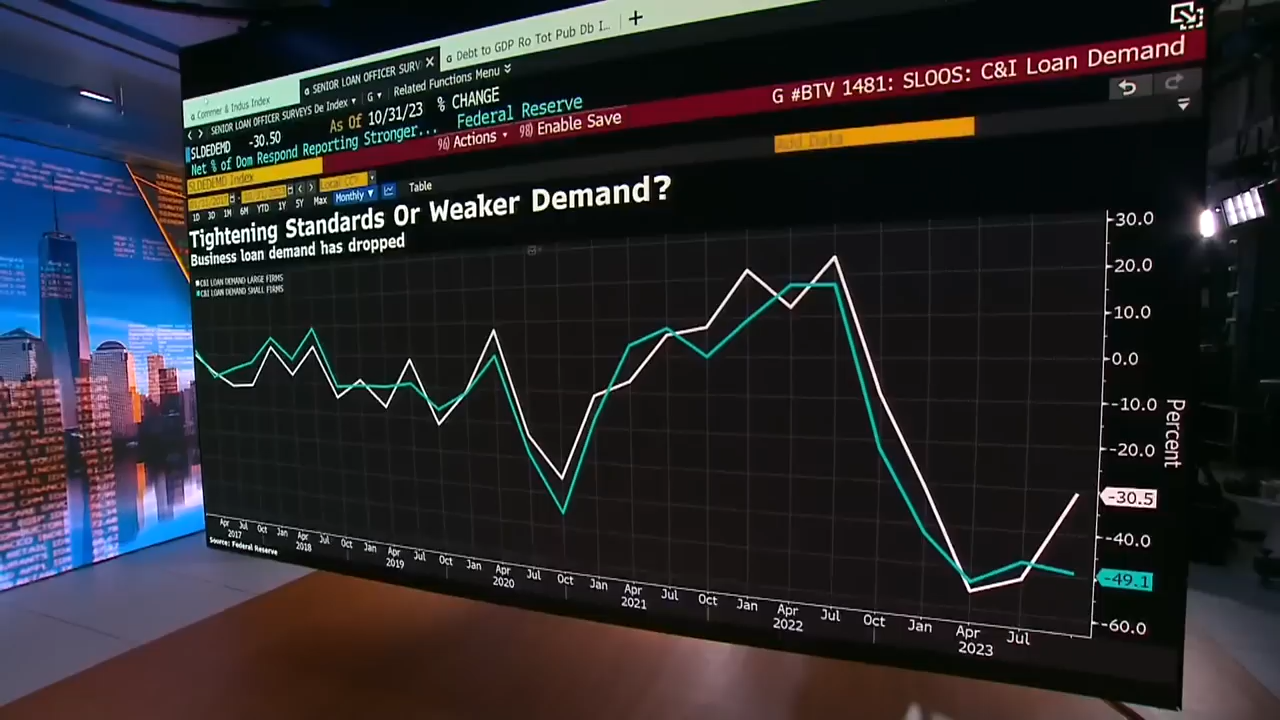 Commer & Indus Index
SENIOR LOAN OFFICER SURV
Debt to GDP Ro Tot Pub Db I...
SENIOR LOAN OFFICER SURVEYS De Index
G
Related Functions Menu
SLDEDEMD -30.50
As Of 10/31/23
% CHANGE
Net % of Dom Respond Reporting Stronger...
Federal Reserve
SLDEDEMD Index
96) Actions
98) Enable Save
G #BTV 1481: SLOOS: C&I Loan Demand
Add Data
Local CCY
1D 3D 1M 6M YTD 1Y 5Y Max Monthly
Table
Tightening Standards Or Weaker Demand?
Business loan demand has dropped
C&I LOAN DEMAND LARGE FIRMS
C&I LOAN DEMAND SMALL FIRMS
30.0
20.0
10.0
0.0
-10.0
-20.0
-30.5
-40.0
-49.1
-60.0
Percent
Apr Jul Oct Jan Apr Jul Oct Jan Apr Jul Oct Jan Apr Jul Oct Jan Apr Jul Oct Jan Apr Jul Oct Jan Apr Jul
2017 2018 2019 2020 2021 2022 2023
Source: Federal Reserve